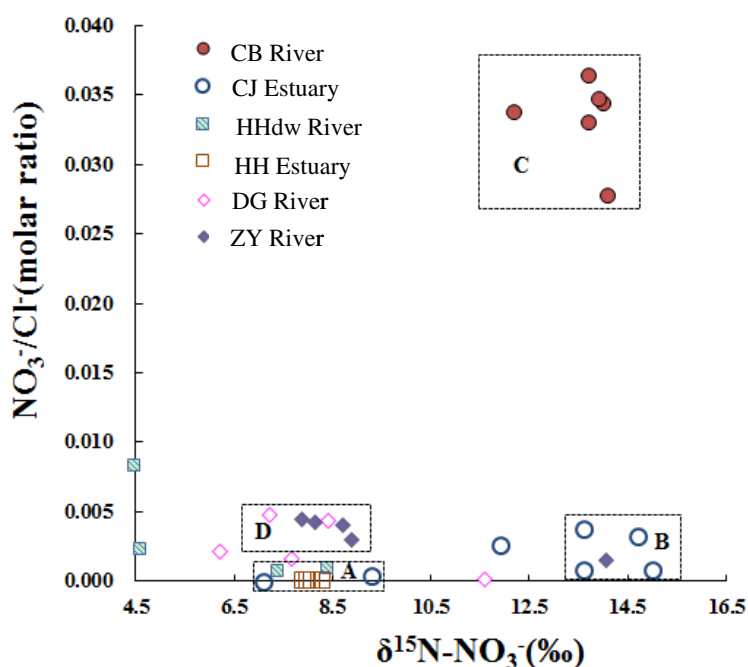 0.040
0.035
0.030
0.025
0.020
0.015
0.010
0.005
0.000
NO₃⁻/Cl⁻(molar ratio)
CB River
CJ Estuary
HHdw River
HH Estuary
DG River
ZY River
C
D
A
B
4.5 6.5 8.5 10.5 12.5 14.5 16.5
δ¹⁵N-NO₃⁻(‰)